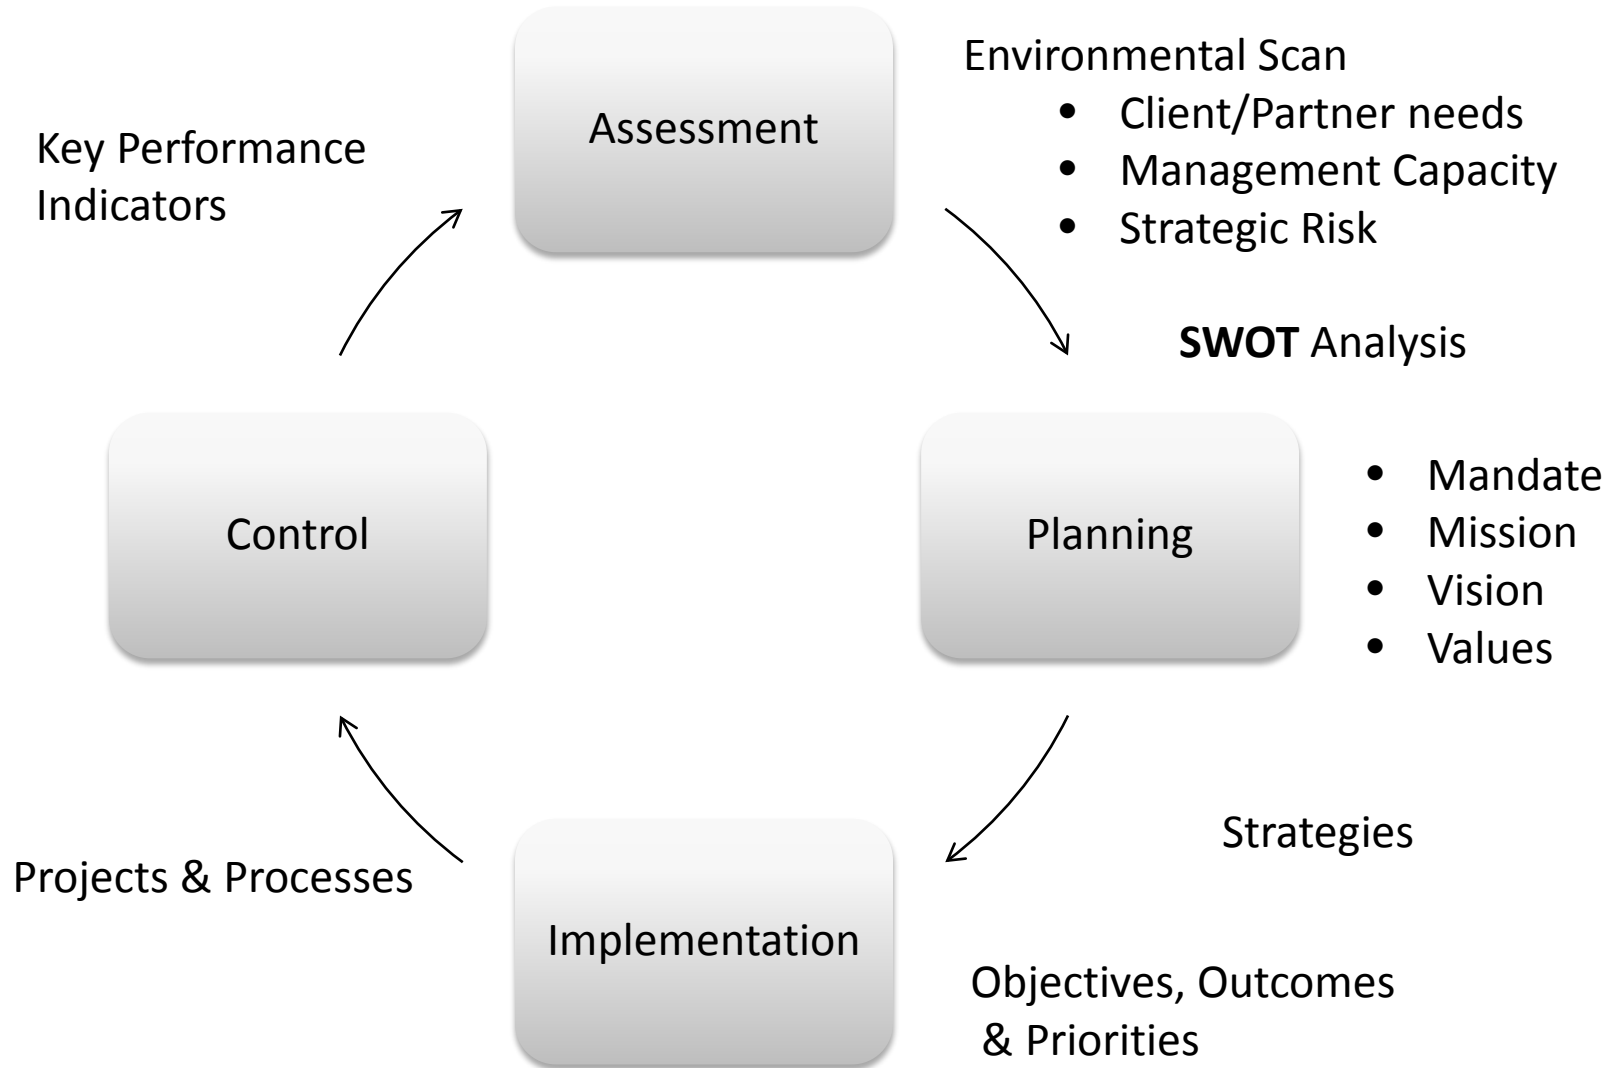 Assessment
Environmental Scan
• Client/Partner needs
• Management Capacity
• Strategic Risk
Key Performance
Indicators
SWOT Analysis
Control
Planning
• Mandate
• Mission
• Vision
• Values
Strategies
Projects & Processes
Implementation
Objectives, Outcomes
& Priorities